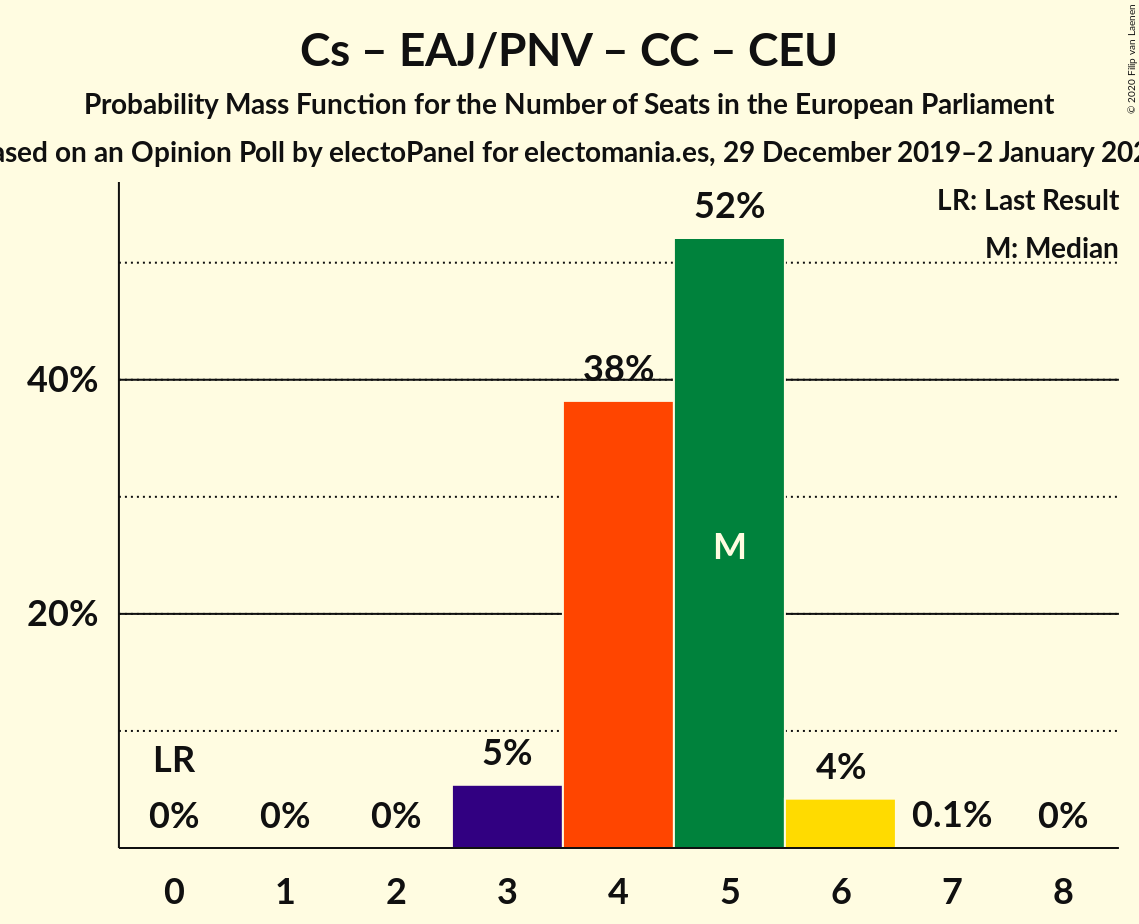 Cs – EAJ/PNV – CC – CEU
Probability Mass Function for the Number of Seats in the European Parliament
on an Opinion Poll by electoPanel for electomania.es, 29 December 2019–2 January
© 2020 Filip van Laenen
LR: Last Result
M: Median
52%
38%
40%
M
20%
LR
5%
4%
0% 0% 0% 0.1% 0%
0 1 2 3 4 5 6 7 8